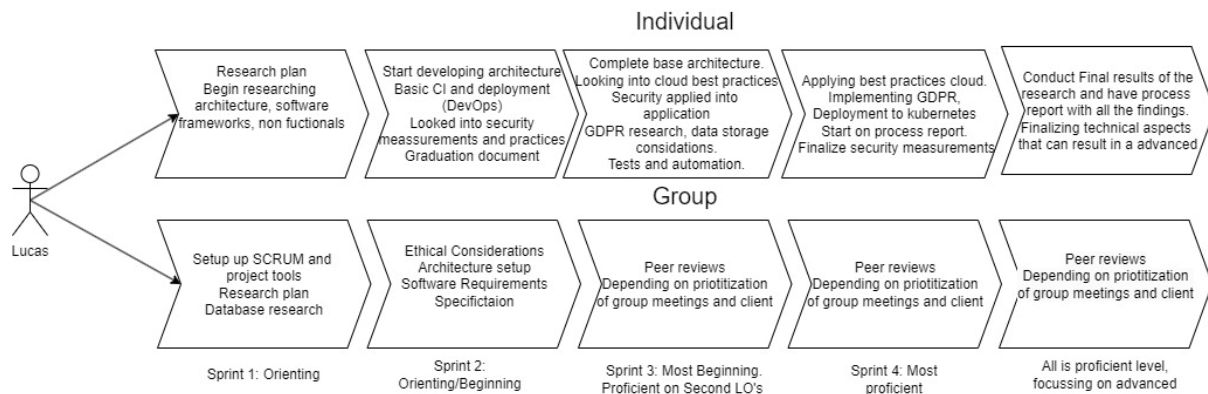 Individual
Research plan
Begin researching
architecture, software
frameworks, non fuctionals
Start developing architecture
Basic CI and deployment
(DevOps)
Looked into security
meassurements and practices
Graduation document
Complete base architecture.
Looking into cloud best practices
Security applied into
application
GDPR research, data storage
considations.
Tests and automation.
Applying best practices cloud.
Implementing GDPR,
Deployment to kubernetes
Start on process report.
Finalize security measurements
Conduct Final results of the
research and have process
report with all the findings.
Finalizing technical aspects
that can result in a advanced
Lucas
Group
Setup up SCRUM and
project tools
Research plan
Database research
Ethical Considerations
Architecture setup
Software Requirements
Specifictaion
Peer reviews
Depending on priotitization
of group meetings and client
Peer reviews
Depending on priotitization
of group meetings and client
Peer reviews
Depending on priotitization
of group meetings and client
Sprint 1: Orienting
Sprint 2:
Orienting/Beginning
Sprint 3: Most Beginning.
Proficient on Second LO's
Sprint 4: Most
proficient
All is proficient level,
focussing on advanced